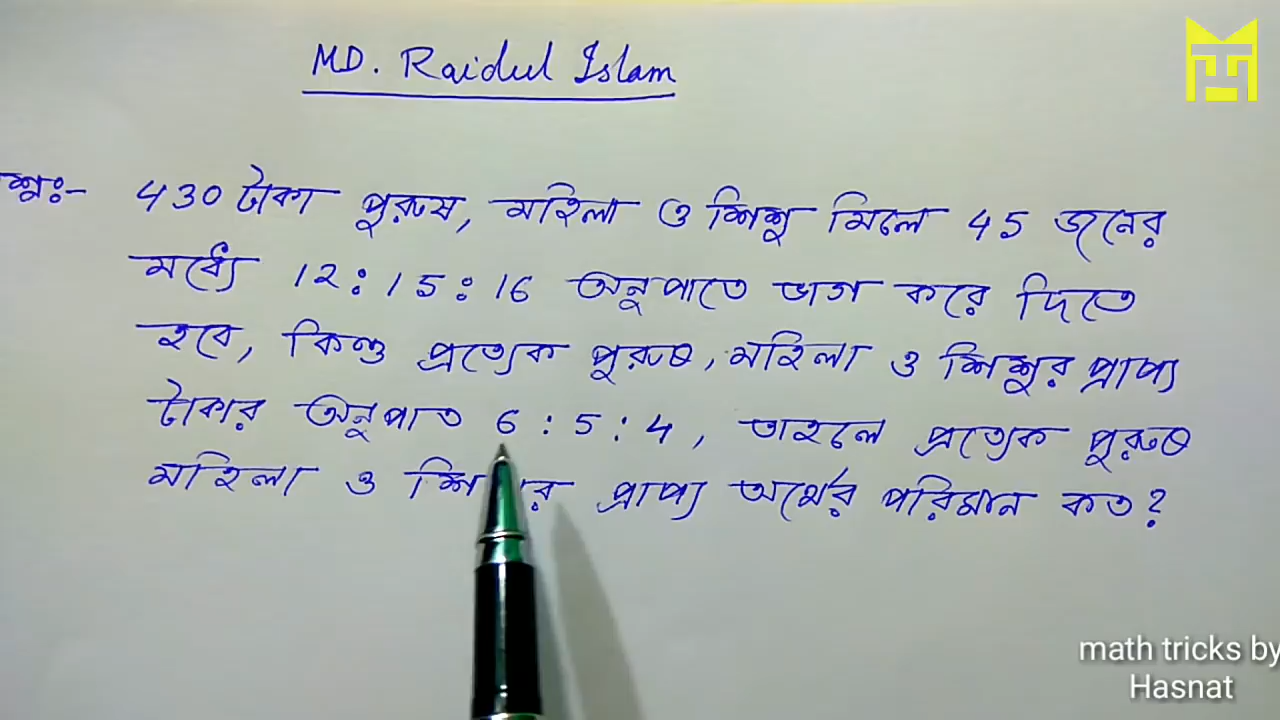 MD. Raidul Islam
শ্নঃ- 430 টাকা পুরুষ, মহিলা ও শিশু মিলে 45 জনের
মধ্যে 12:15:16 অনুপাতে ভাগ করে দিতে
হবে, কিন্তু প্রত্যেক পুরুষ, মহিলা ও শিশুর প্রাপ্য
টাকার অনুপাত 6:5:4, তাহলে প্রত্যেক পুরুষ
মহিলা ও শি র প্রাপ্য অর্থের পরিমান কত?
math tricks by
Hasnat